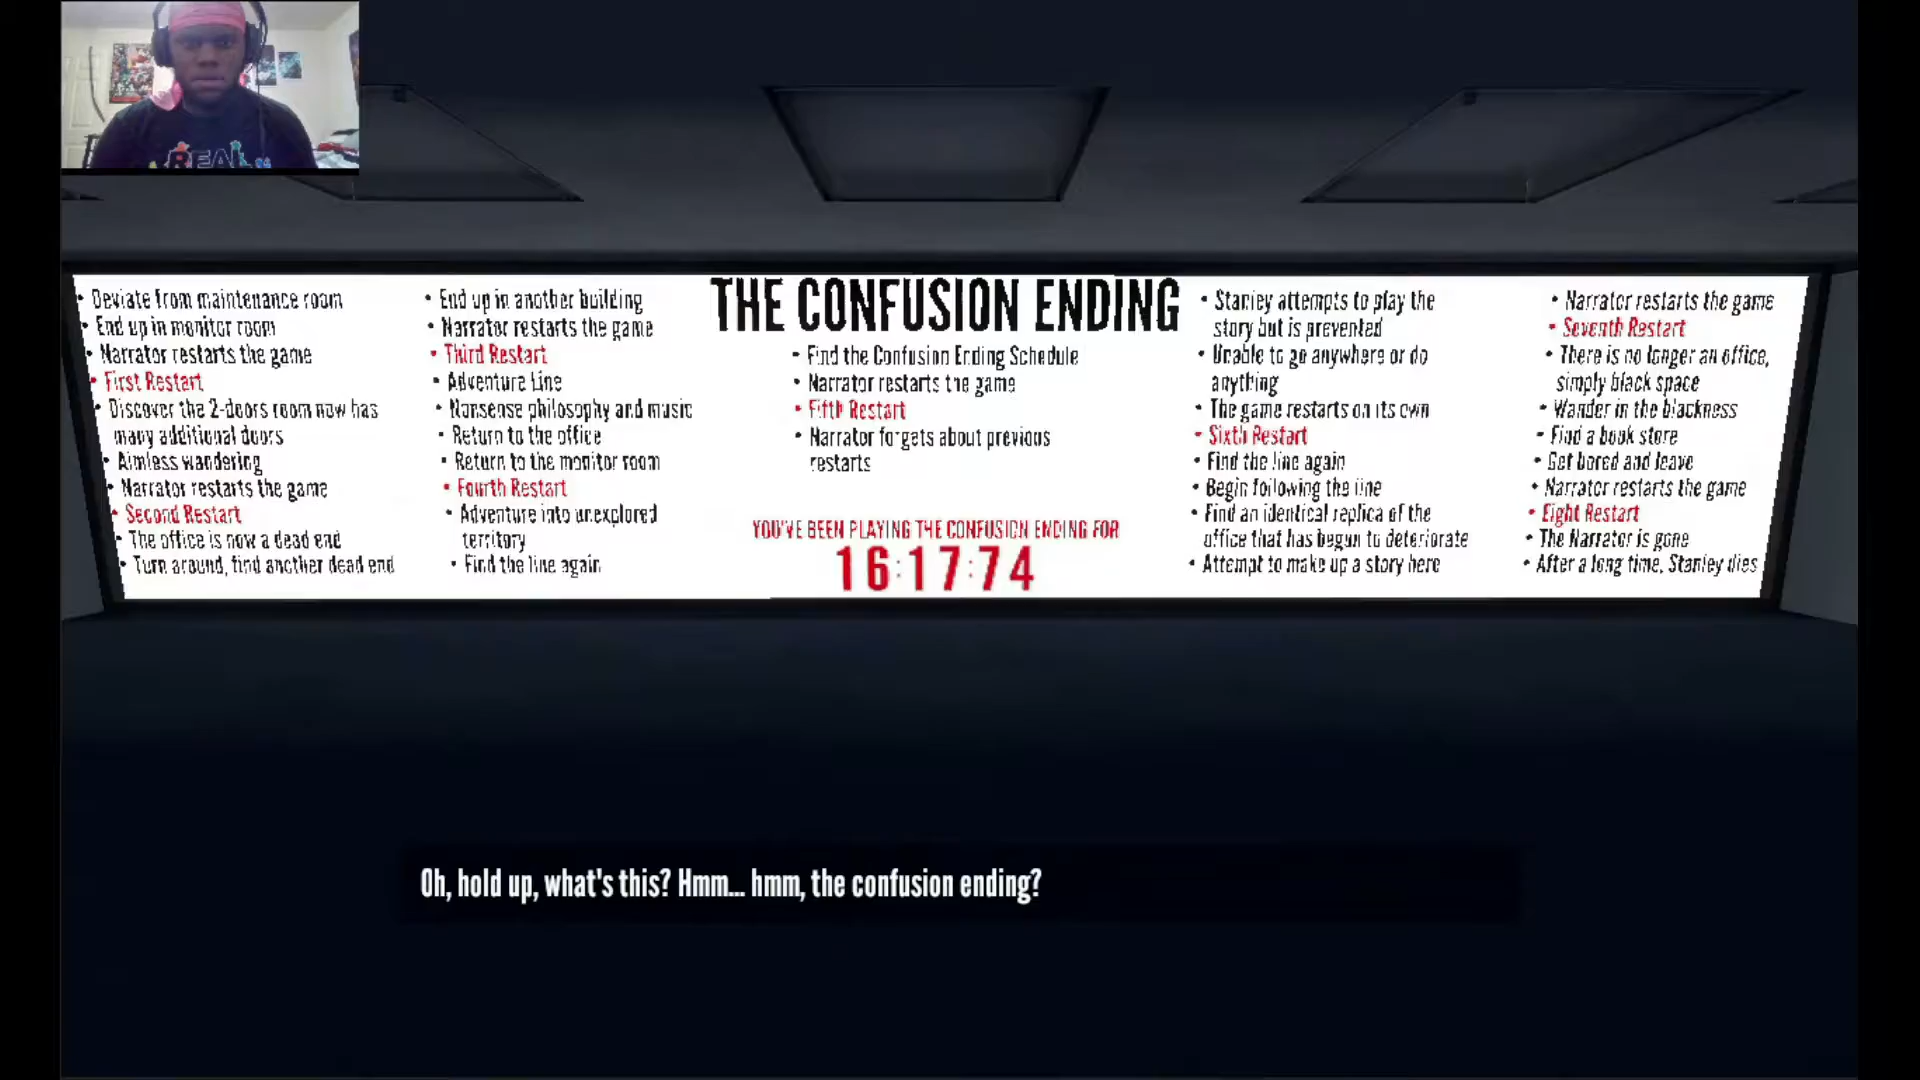 REAL
• Deviate from maintenance room
• End up in monitor room
• Narrator restarts the game
• First Restart
• Discover the 2-doors room now has
many additional doors
• Aimless wandering
• Narrator restarts the game
• Second Restart
• The office is now a dead end
• Turn around, find another dead end
• End up in another building
• Narrator restarts the game
• Third Restart
• Adventure Line
• Nonsense philosophy and music
• Return to the office
• Return to the monitor room
• Fourth Restart
• Adventure into unexplored
territory
• Find the line again
THE CONFUSION ENDING
• Find the Confusion Ending Schedule
• Narrator restarts the game
• Fifth Restart
• Narrator forgets about previous
restarts
YOU'VE BEEN PLAYING THE CONFUSION ENDING FOR
16:17:74
• Stanley attempts to play the
story but is prevented
• Unable to go anywhere or do
anything
• The game restarts on its own
• Sixth Restart
• Find the line again
• Begin following the line
• Find an identical replica of the
office that has begun to deteriorate
• Attempt to make up a story here
• Narrator restarts the game
• Seventh Restart
• There is no longer an office,
simply black space
• Wander in the blackness
• Find a book store
• Get bored and leave
• Narrator restarts the game
• Eight Restart
• The Narrator is gone
• After a long time, Stanley dies
Oh, hold up, what's this? Hmm... hmm, the confusion ending?